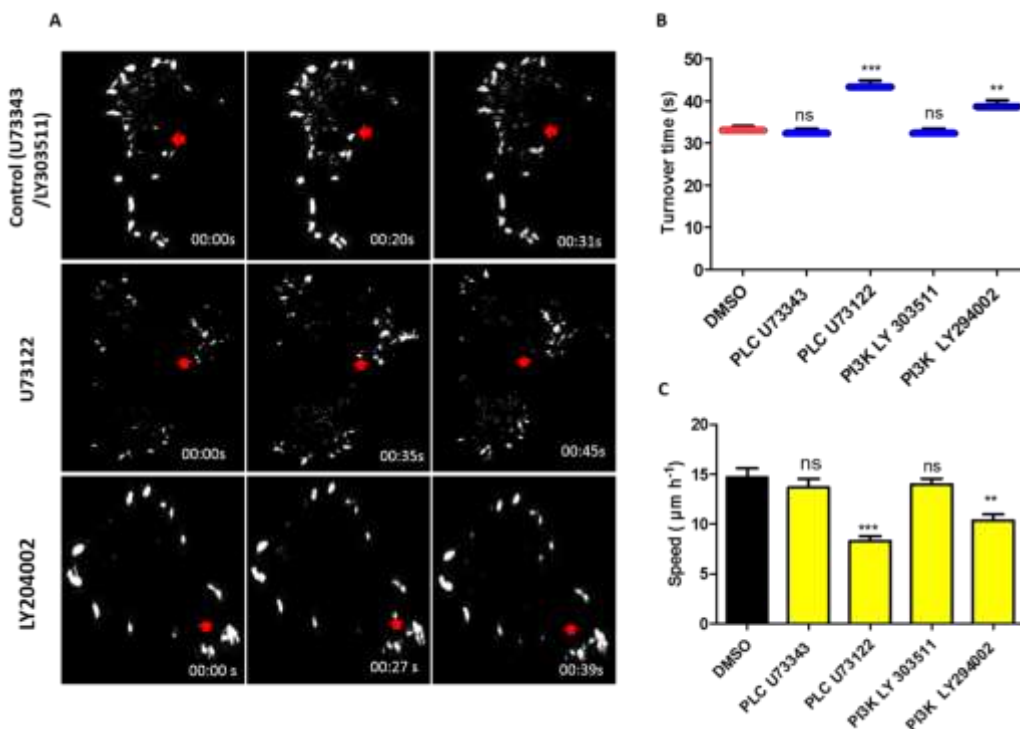 A
Control (U73343
/LY303511)
00:00s
00:20s
00:31s
U73122
00:00s
00:35s
00:45s
LY204002
00:00 s
00:27 s
00:39s
B
Turnover time (s)
50
40
30
20
10
0
ns
***
ns
**
DMSO
PLC U73343
PLC U73122
PI3K LY 303511
PI3K LY294002
C
Speed ( µm h⁻¹)
20
15
10
5
0
ns
***
ns
**
DMSO
PLC U73343
PLC U73122
PI3K LY 303511
PI3K LY294002